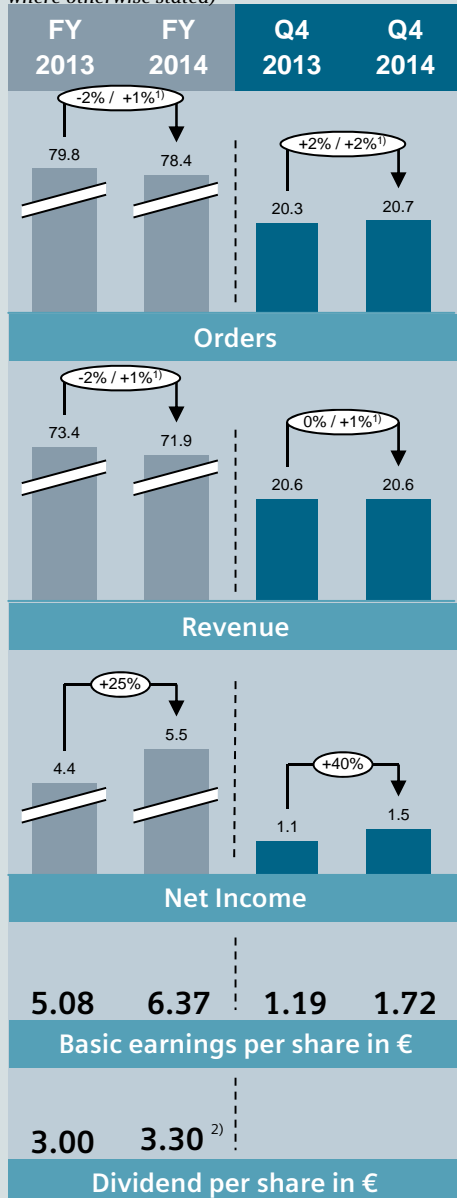 where otherwise stated)
FY 2013 FY 2014 Q4 2013 Q4 2014
-2% / +1%1)
+2% / +2%1)
79.8 78.4 20.3 20.7
Orders
-2% / +1%1)
0% / +1%1)
73.4 71.9 20.6 20.6
Revenue
+25%
+40%
4.4 5.5 1.1 1.5
Net Income
5.08 6.37 1.19 1.72
Basic earnings per share in €
3.00 3.30 2)
Dividend per share in €